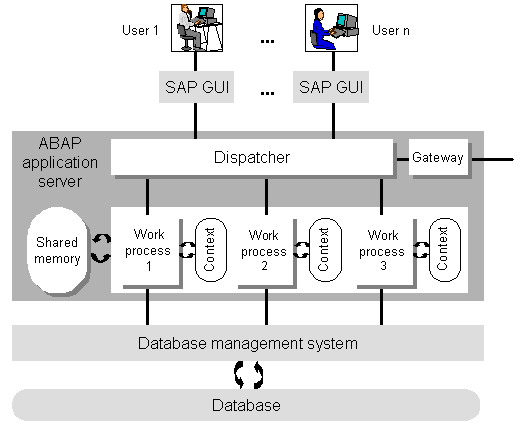 User 1
...
User n
SAP GUI
...
SAP GUI
ABAP
application
server
Dispatcher
Gateway
Shared
memory
Work
process
1
Context
Work
process
2
Context
Work
process
3
Context
Database management system
Database